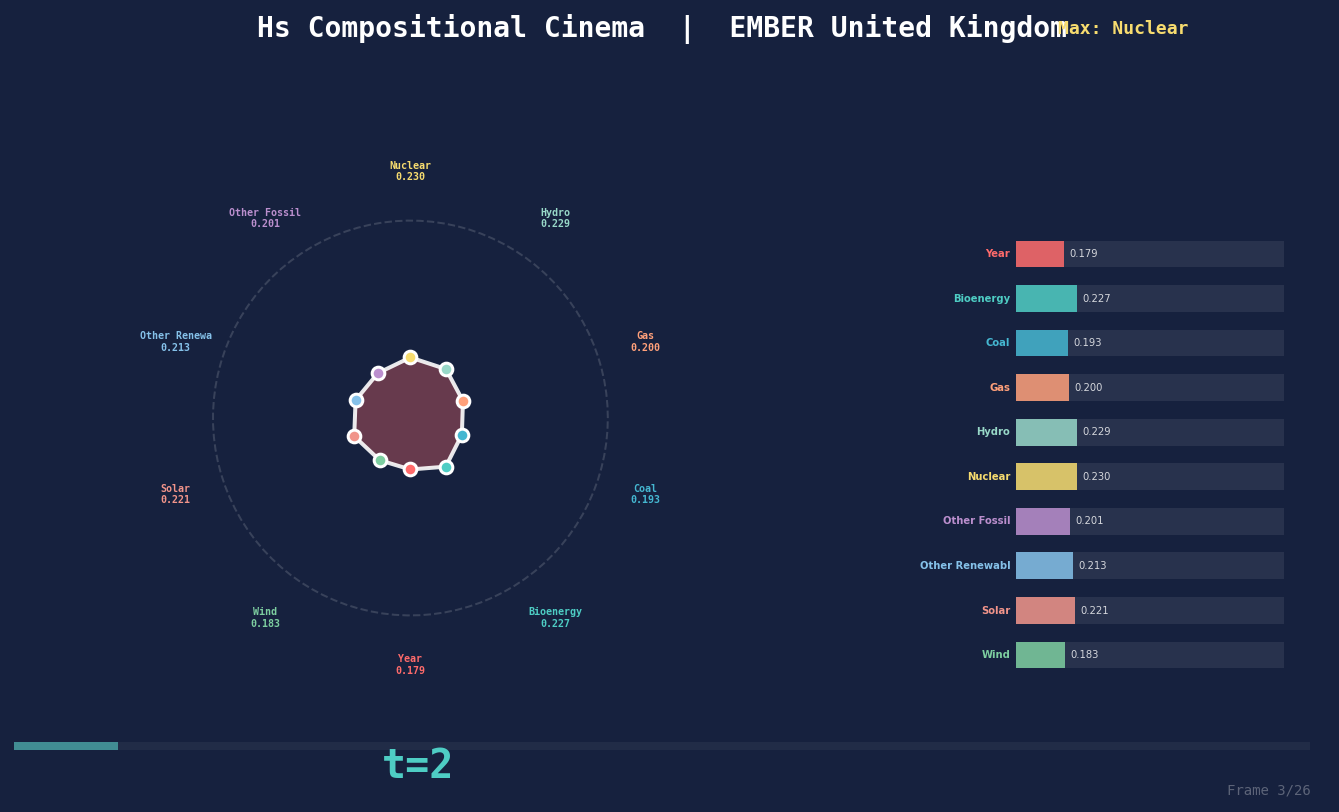 Hs Compositional Cinema | EMBER United Kingdom
Max: Nuclear
Nuclear
0.230
Other Fossil
0.201
Hydro
0.229
Other Renewa
0.213
Gas
0.200
Solar
0.221
Coal
0.193
Wind
0.183
Bioenergy
0.227
Year
0.179
Year 0.179
Bioenergy 0.227
Coal 0.193
Gas 0.200
Hydro 0.229
Nuclear 0.230
Other Fossil 0.201
Other Renewabl 0.213
Solar 0.221
Wind 0.183
t=2
Frame 3/26